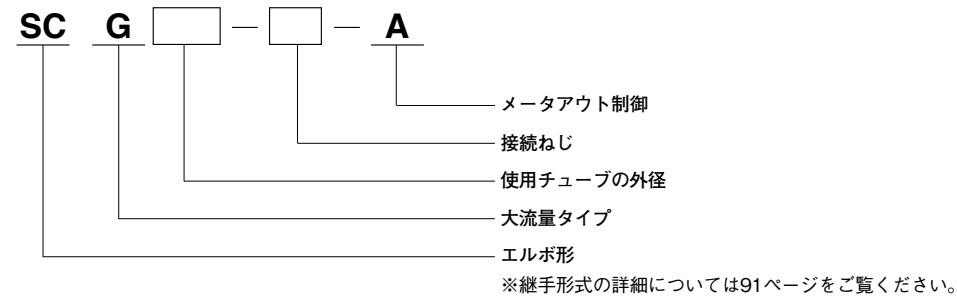 SC G □ － □ － A
メータアウト制御
接続ねじ
使用チューブの外径
大流量タイプ
エルボ形
※継手形式の詳細については91ページをご覧ください。